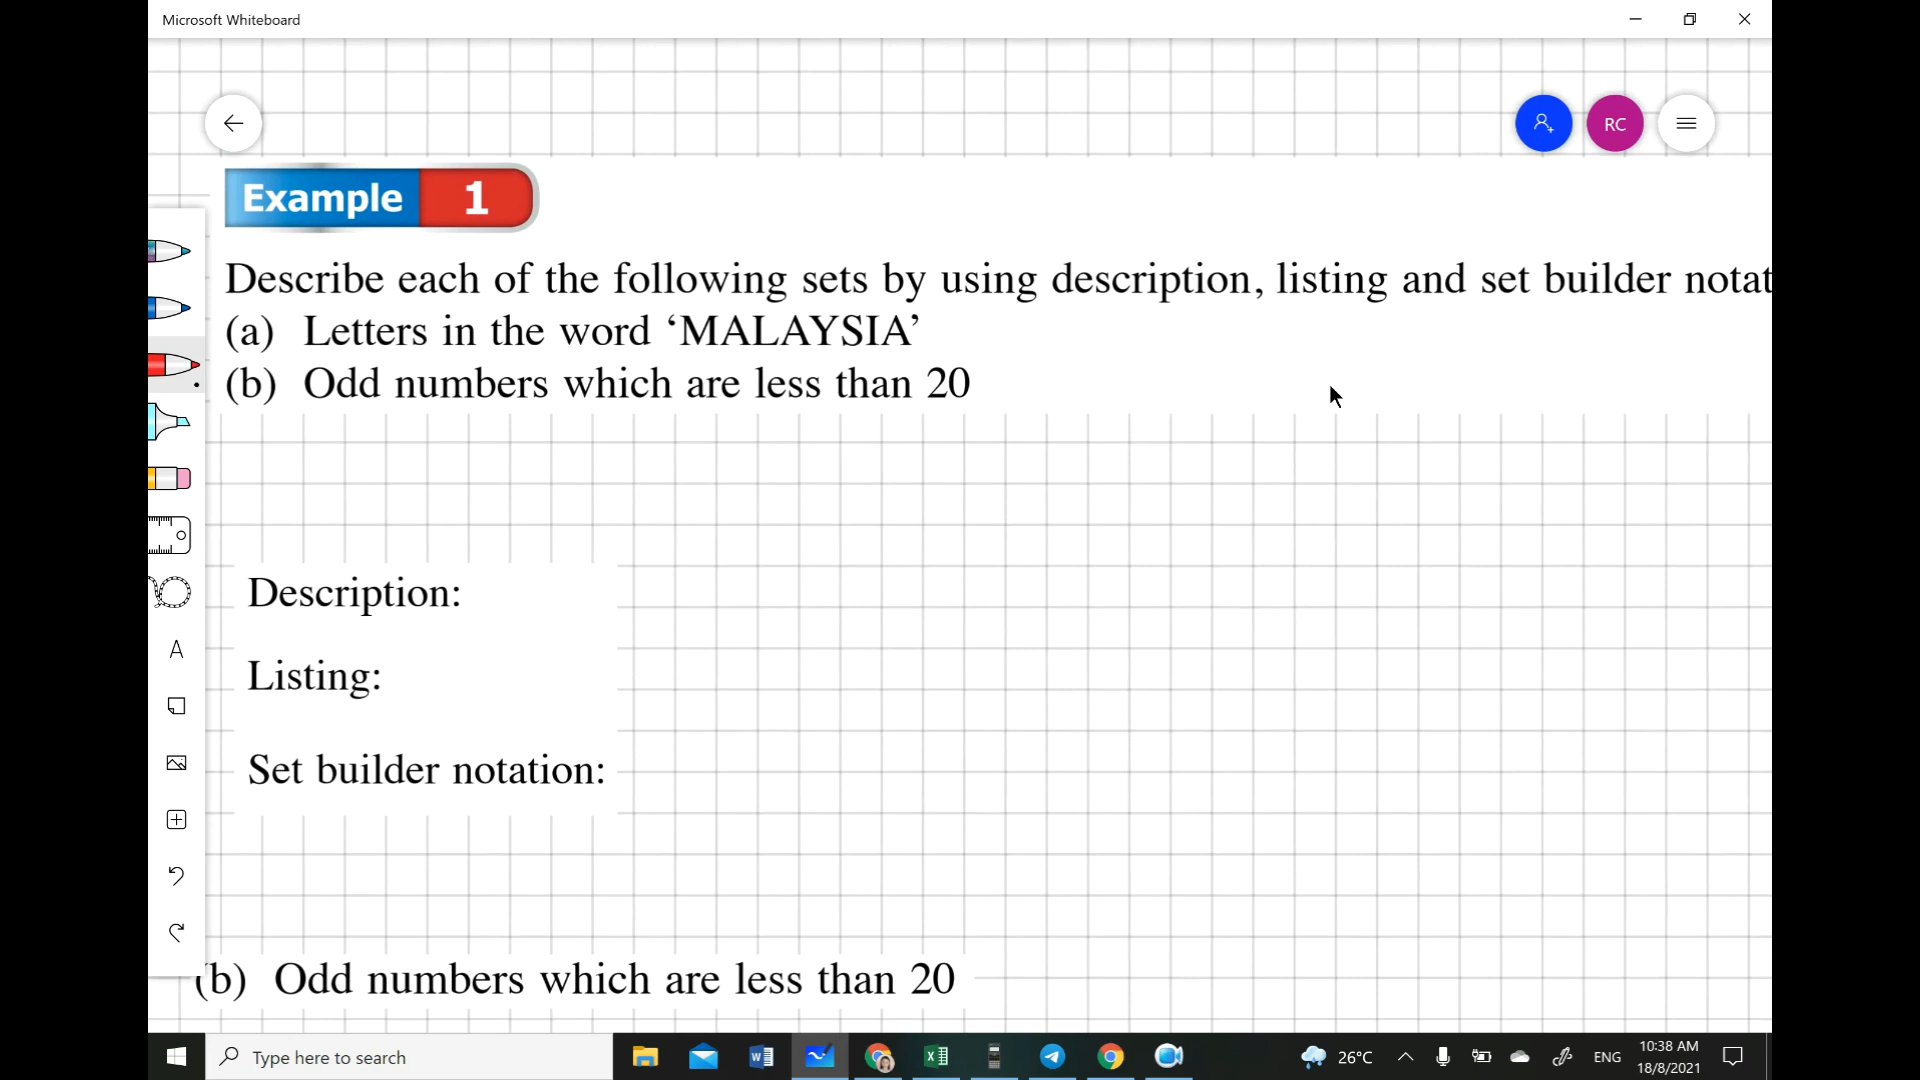 Microsoft Whiteboard
RC
Example 1
Describe each of the following sets by using description, listing and set builder notat
(a) Letters in the word ‘MALAYSIA’
(b) Odd numbers which are less than 20
Description:
Listing:
A
Set builder notation:
(b) Odd numbers which are less than 20
Type here to search
26°C
ENG
10:38 AM
18/8/2021